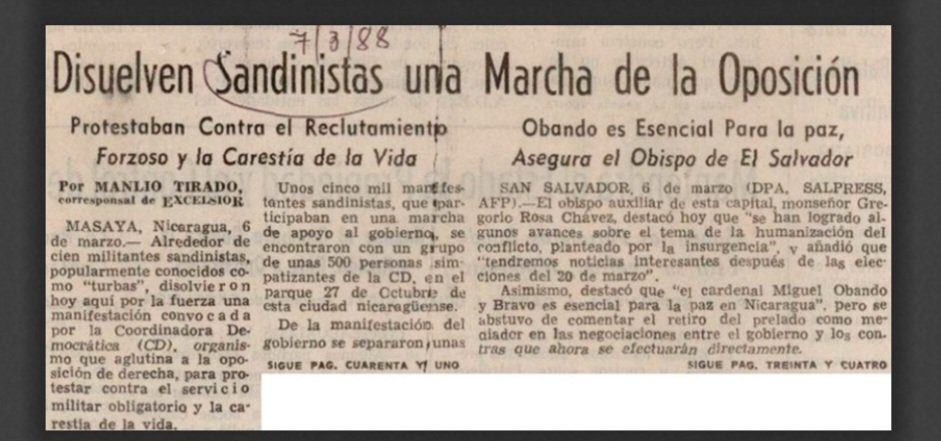 7/3/88
Disuelven Sandinistas una Marcha de la Oposición
Protestaban Contra el Reclutamiento
Forzoso y la Carestía de la Vida
Por MANLIO TIRADO,
corresponsal de EXCELSIOR
MASAYA, Nicaragua, 6
de marzo.— Alrededor de
cien militantes sandinistas,
popularmente conocidos co-
mo "turbas", disolvieron
hoy aquí por la fuerza una
manifestación convocada
por la Coordinadora De-
mocrática (CD), organis-
mo que aglutina a la opo-
sición de derecha, para pro-
testar contra el servicio
militar obligatorio y la ca-
restia de la vida.
Unos cinco mil manifes-
tantes sandinistas, que par-
ticipaban en una marcha
de apoyo al gobierno, se
encontraron con un grupo
de unas 500 personas sim-
patizantes de la CD, en el
parque 27 de Octubre de
esta ciudad nicaragüense.
De la manifestación del
gobierno se separaron unas
SIGUE PAG. CUARENTA Y UNO
Obando es Esencial Para la paz,
Asegura el Obispo de El Salvador
SAN SALVADOR, 6 de marzo (DPA, SALPRESS,
AFP).—El obispo auxiliar de esta capital, monseñor Gre-
gorio Rosa Chávez, destacó hoy que "se han logrado al-
gunos avances sobre el tema de la humanización del
conflicto, planteado por la insurgencia", y añadió que
"tendremos noticias interesantes después de las elec-
ciones del 20 de marzo".
Asimismo, destacó que "el cardenal Miguel Obando
y Bravo es esencial para la paz en Nicaragua". pero se
abstuvo de comentar el retiro del prelado como me-
diador en las negociaciones entre el gobierno y los con-
tras que ahora se efectuarán directamente.
SIGUE PAG. TREINTA Y CUATRO